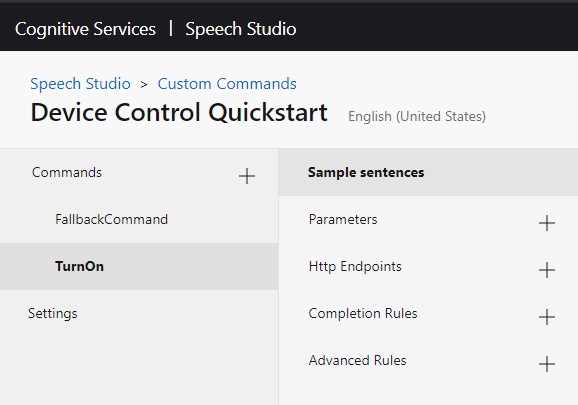 Cognitive Services | Speech Studio
Speech Studio > Custom Commands
Device Control Quickstart English (United States)
Commands
FallbackCommand
TurnOn
Settings
Sample sentences
Parameters
Http Endpoints
Completion Rules
Advanced Rules